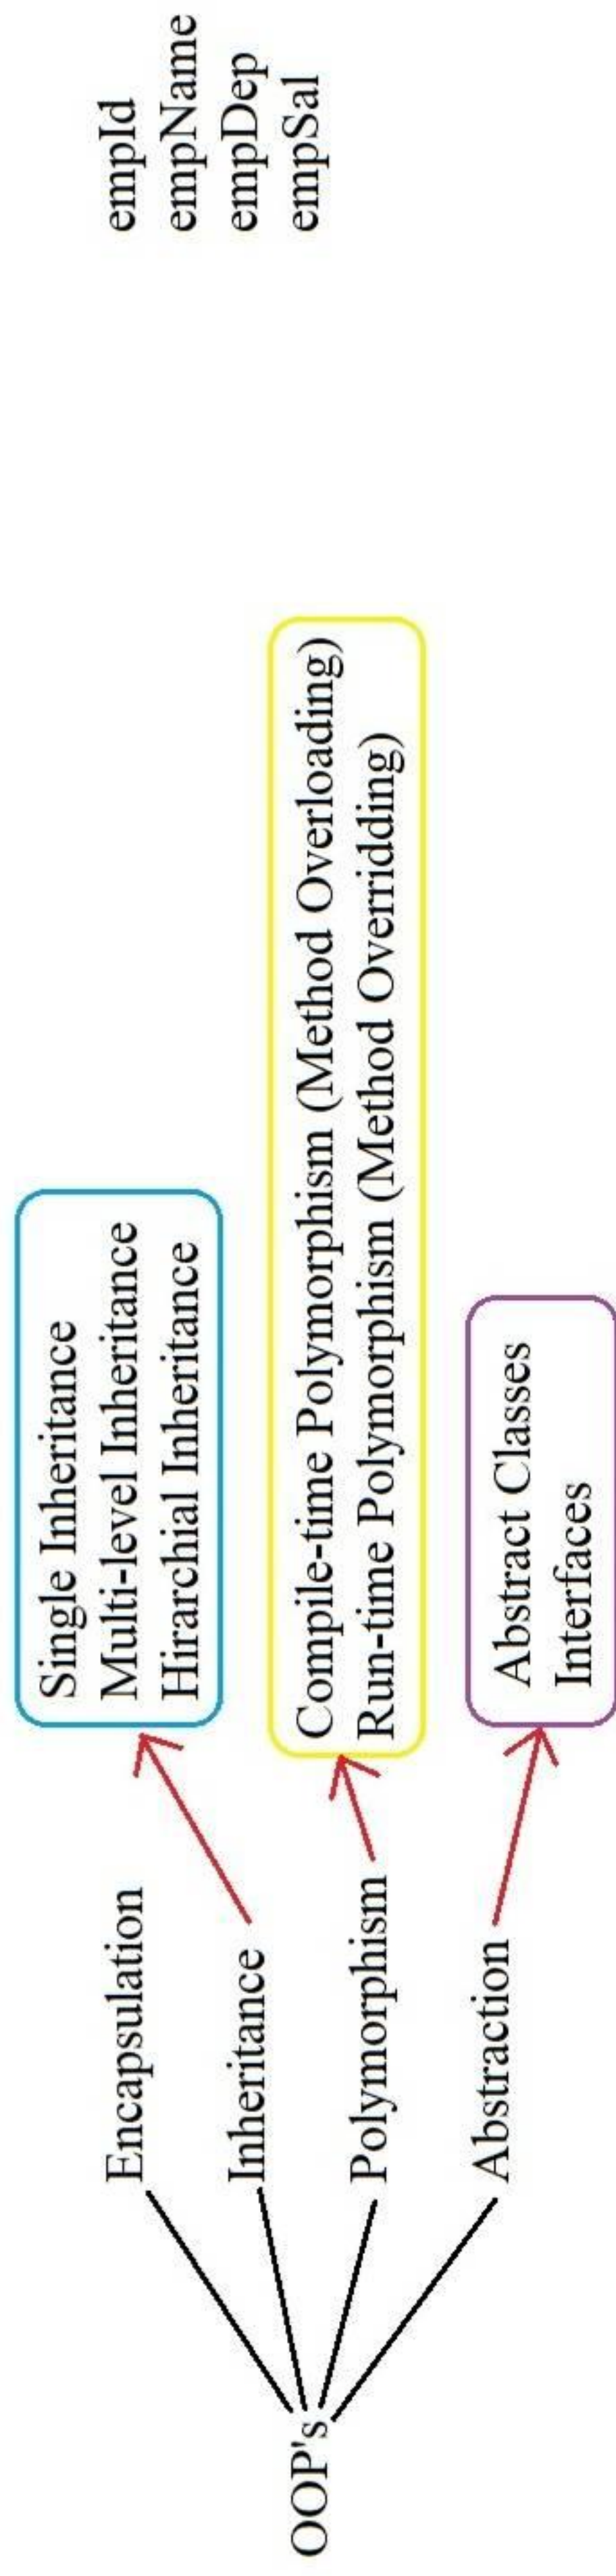 OOP's
Encapsulation
Inheritance
Polymorphism
Abstraction
Single Inheritance
Multi-level Inheritance
Hirarchial Inheritance
Compile-time Polymorphism (Method Overloading)
Run-time Polymorphism (Method Overridding)
Abstract Classes
Interfaces
empId
empName
empDep
empSal